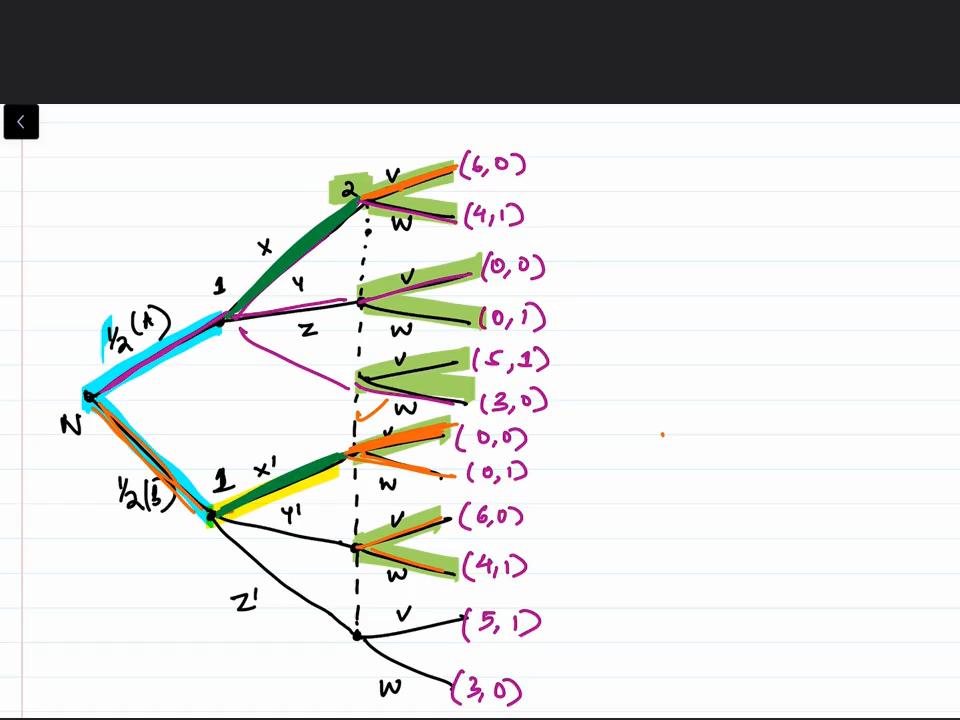 V (6,0)
2
W (4,1)
X
V (0,0)
1 Y
Z W (0,1)
½ (A)
V (5,1)
W (3,0)
N
V (0,0)
1 X'
W (0,1)
½ (B)
Y' V (6,0)
W (4,1)
Z' V (5,1)
W (3,0)